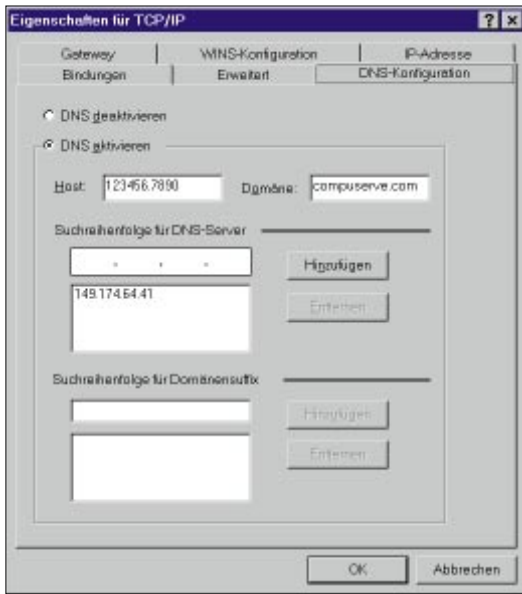 Eigenschaften für TCP/IP
Gateway WINS-Konfiguration IP-Adresse
Bindungen Erweitert DNS-Konfiguration
DNS deaktivieren
DNS aktivieren
Host: 123456.7890 Domäne: compuserve.com
Suchreihenfolge für DNS-Server
Hinzufügen
149.174.64.41
Entfernen
Suchreihenfolge für Domänensuffix
Hinzufügen
Entfernen
OK Abbrechen